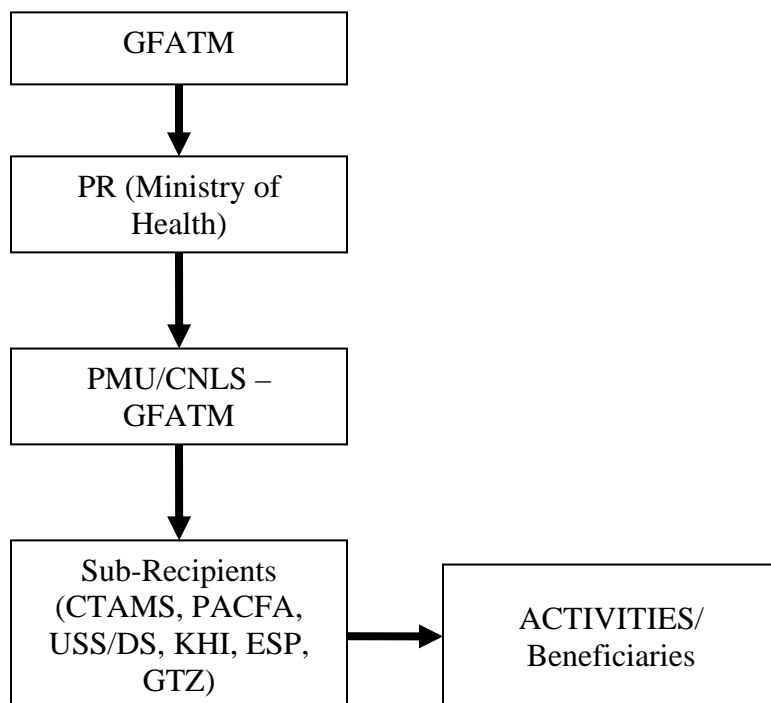 GFATM
PR (Ministry of
Health)
PMU/CNLS –
GFATM
Sub-Recipients
(CTAMS, PACFA,
USS/DS, KHI, ESP,
GTZ)
ACTIVITIES/
Beneficiaries